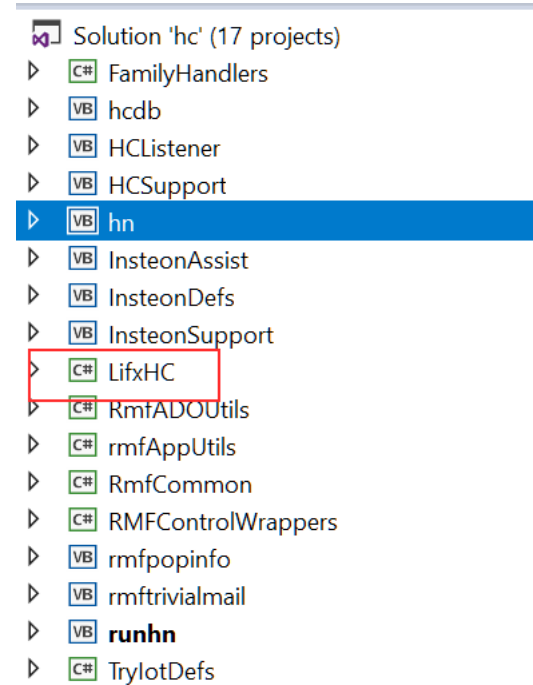 Solution 'hc' (17 projects)
C# FamilyHandlers
VB hcdb
VB HCListener
VB HCSupport
VB hn
VB InsteonAssist
VB InsteonDefs
VB InsteonSupport
C# LifxHC
C# RmfADOUtils
C# rmfAppUtils
C# RmfCommon
C# RMFControlWrappers
VB rmfpopinfo
VB rmftrivialmail
VB runhn
C# TryIotDefs